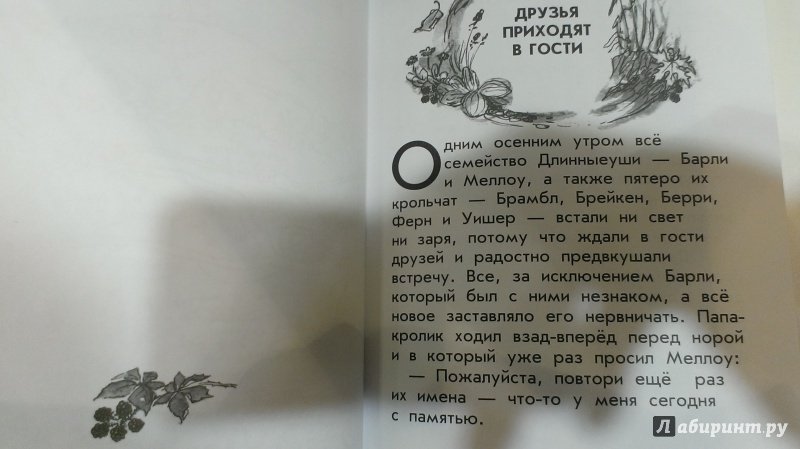 ДРУЗЬЯ
ПРИХОДЯТ
В ГОСТИ
Одним осенним утром всё
семейство Длинныеуши — Барли
и Меллоу, а также пятеро их
крольчат — Брамбл, Брейкен, Берри,
Ферн и Уишер — встали ни свет
ни заря, потому что ждали в гости
друзей и радостно предвкушали
встречу. Все, за исключением Барли,
который был с ними незнаком, а всё
новое заставляло его нервничать. Папа-
кролик ходил взад-вперёд перед норой
и в который уже раз просил Меллоу:
— Пожалуйста, повтори ещё раз
их имена — что-то у меня сегодня
с памятью.
Лабиринт.ру